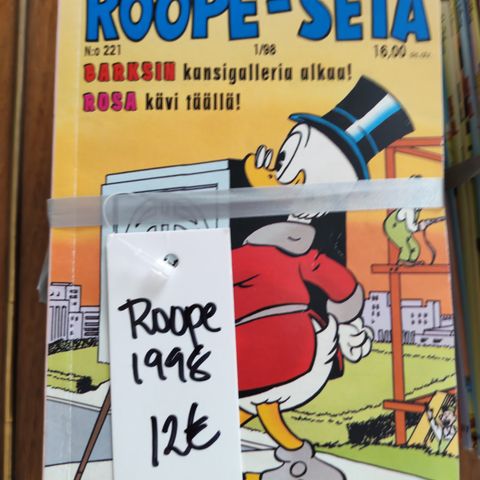 ROOPE-SETÄ
N:o 221 1/98 16,00
BARKSIN kansigalleria alkaa!
ROSA kävi täällä!
Roope
1998
12€